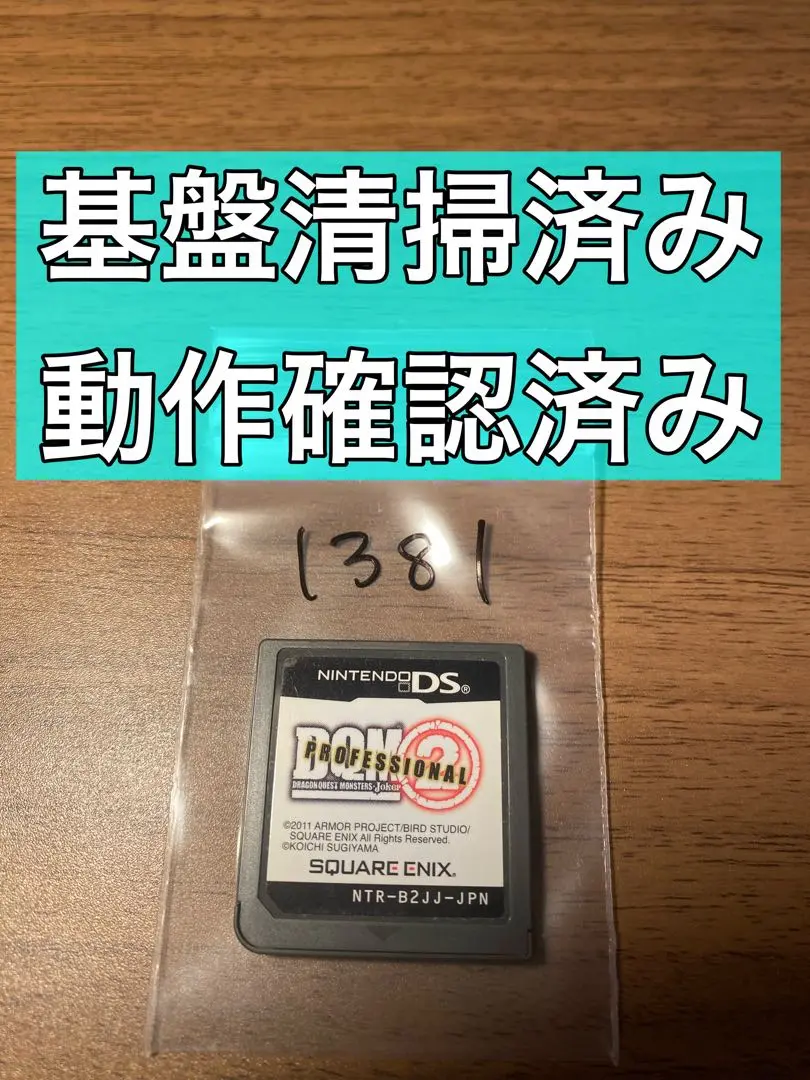 基盤清掃済み
動作確認済み
1381
NINTENDO DS®
DQM 2
PROFESSIONAL
DRAGON QUEST MONSTERS Joker
©2011 ARMOR PROJECT/BIRD STUDIO/
SQUARE ENIX All Rights Reserved.
©KOICHI SUGIYAMA
SQUARE ENIX®
NTR-B2JJ-JPN